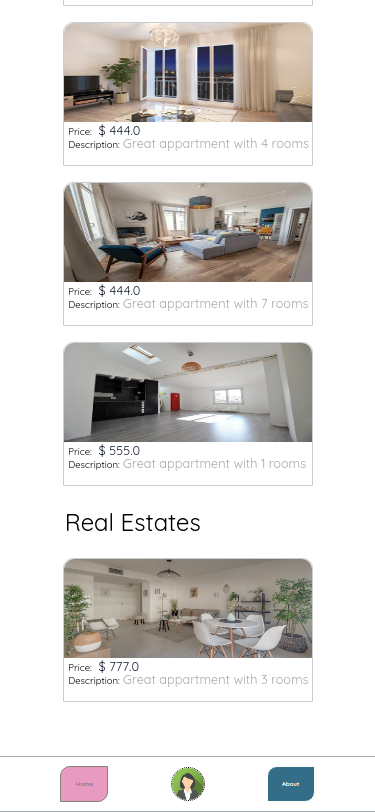 Price: $ 444.0
Description: Great appartment with 4 rooms
Price: $ 444.0
Description: Great appartment with 7 rooms
Price: $ 555.0
Description: Great appartment with 1 rooms
Real Estates
Price: $ 777.0
Description: Great appartment with 3 rooms
Home
About